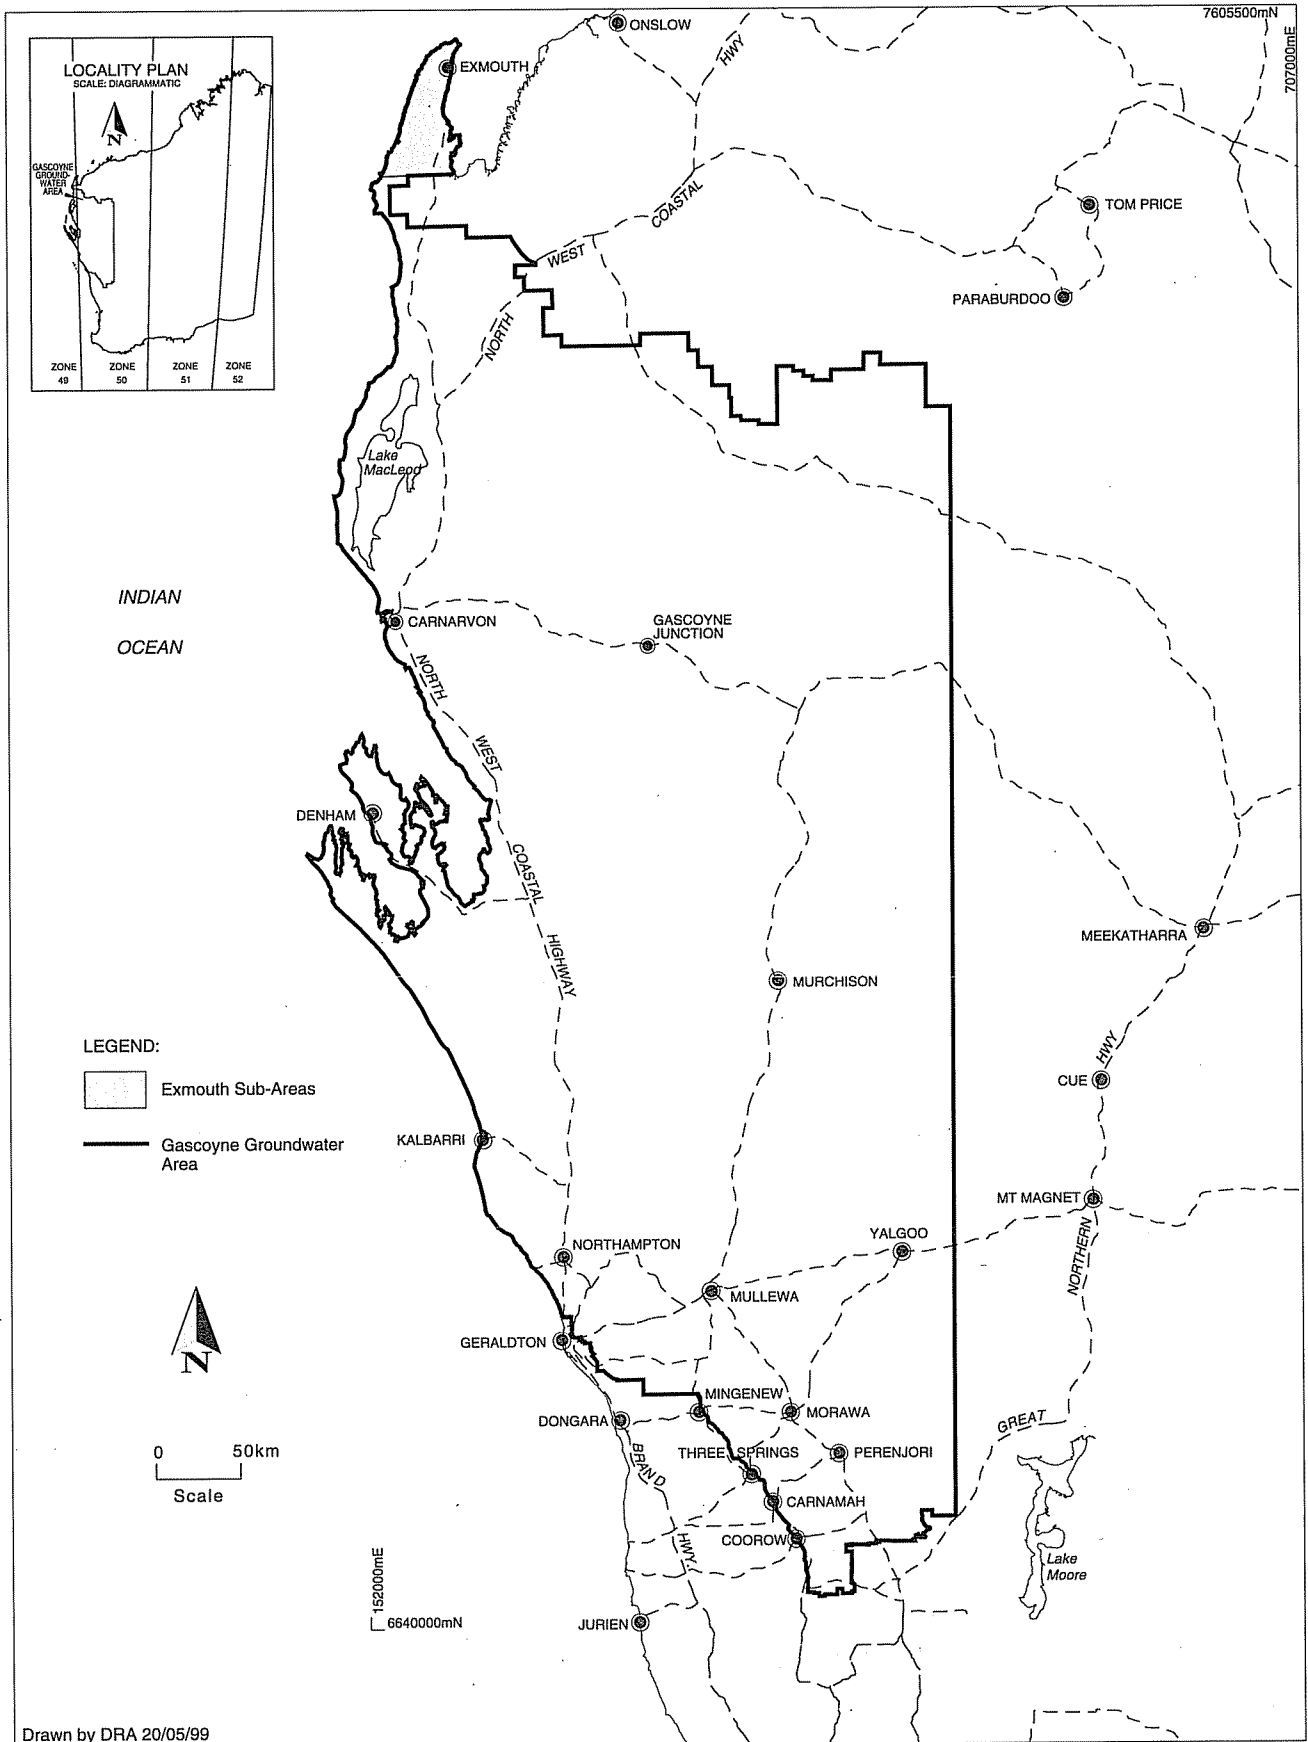 7605500mN
707000mE
ONSLOW
HWY
EXMOUTH
LOCALITY PLAN
SCALE: DIAGRAMMATIC
N
GASCOYNE
GROUND-
WATER
AREA
ZONE
49
ZONE
50
ZONE
51
ZONE
52
COASTAL
WEST
NORTH
TOM PRICE
PARABURDOO
Lake
MacLeod
INDIAN
OCEAN
CARNARVON
GASCOYNE
JUNCTION
NORTH
WEST
COASTAL
HIGHWAY
DENHAM
MEEKATHARRA
MURCHISON
LEGEND:
Exmouth Sub-Areas
Gascoyne Groundwater
Area
HWY
CUE
KALBARRI
MT MAGNET
YALGOO
NORTHAMPTON
NORTHERN
MULLEWA
N
GERALDTON
MINGENEW
DONGARA
MORAWA
GREAT
0 50km
Scale
BRAND
THREE SPRINGS
PERENJORI
CARNAMAH
COOROW
HWY.
Lake
Moore
152000mE
6640000mN
JURIEN
Drawn by DRA 20/05/99